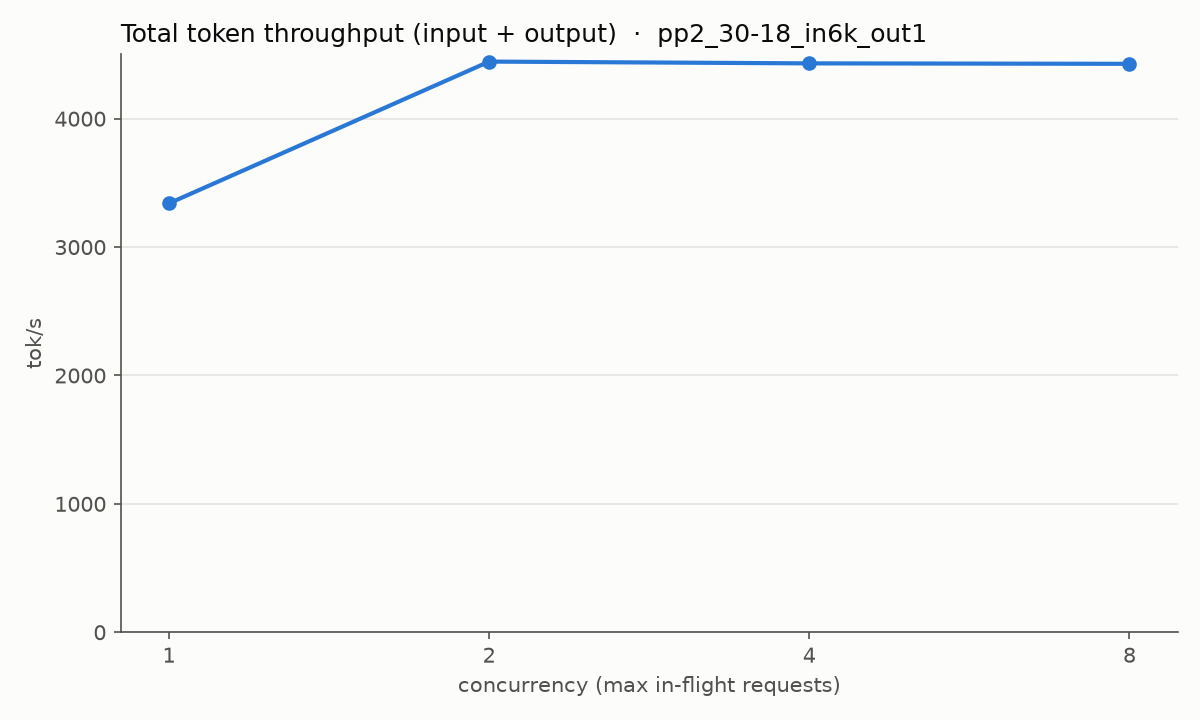 Total token throughput (input + output)  ·  pp2_30-18_in6k_out1
tok/s
4000
3000
2000
1000
0
1 2 4 8
concurrency (max in-flight requests)